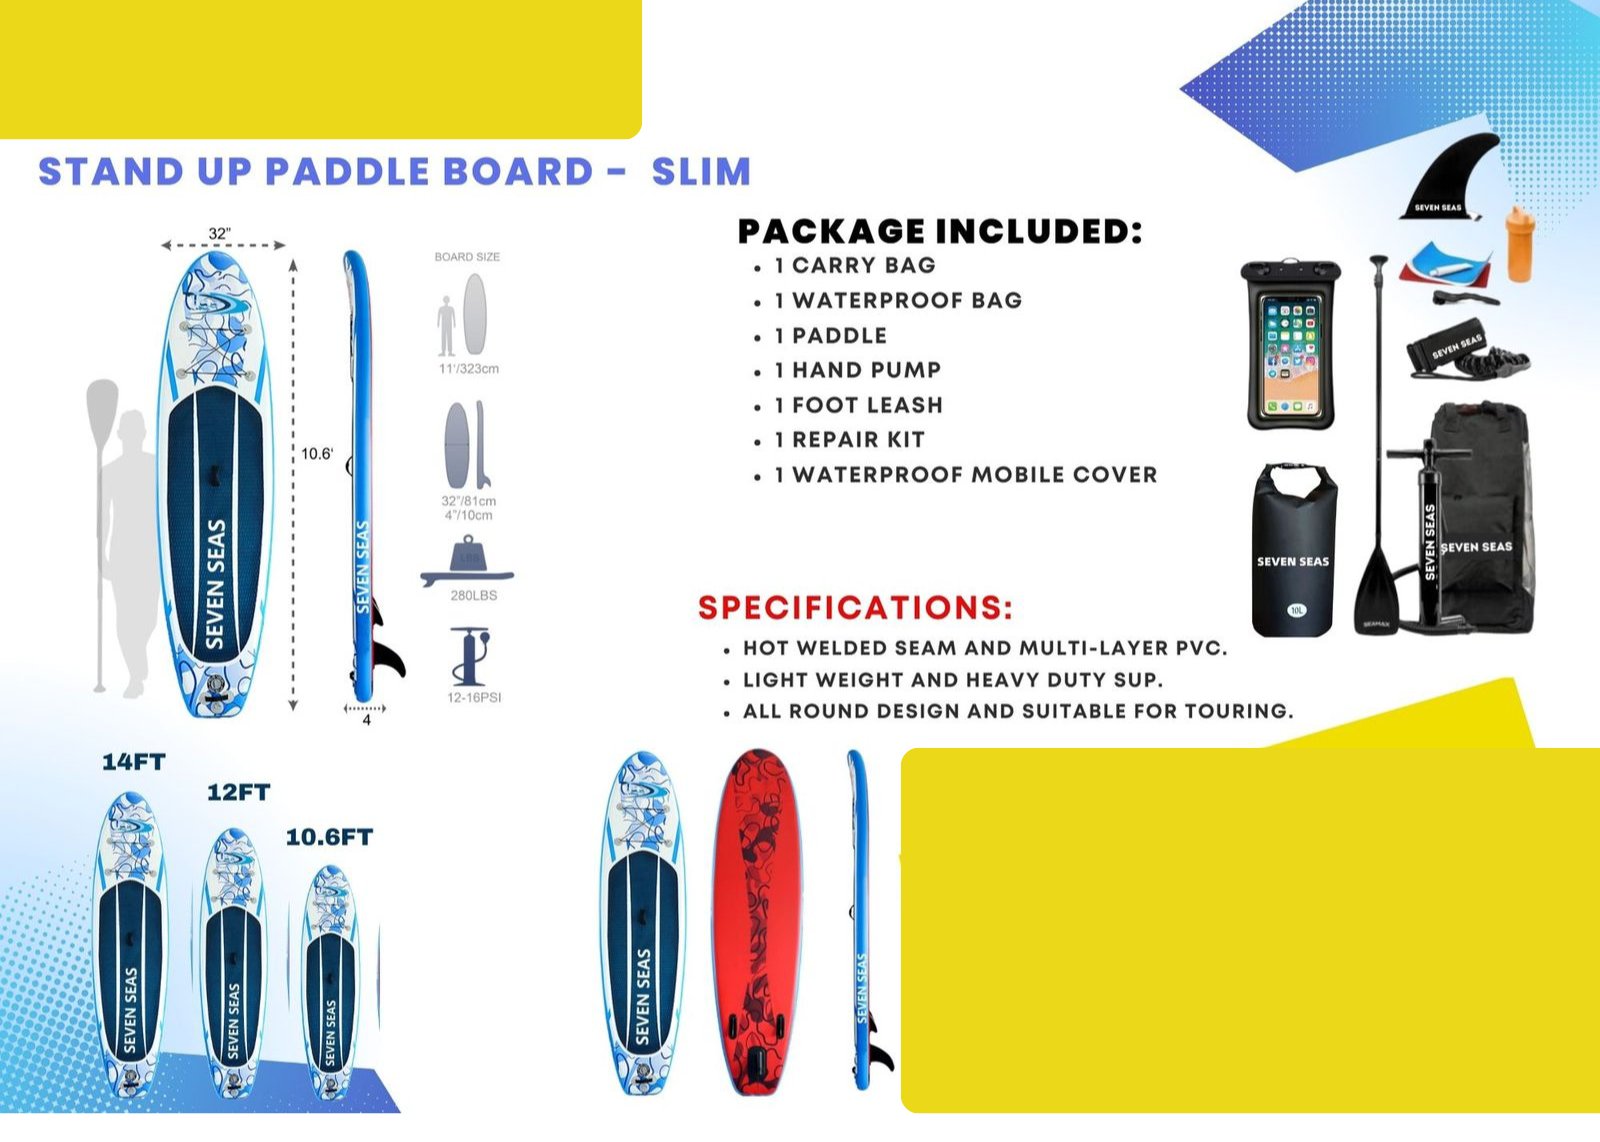 STAND UP PADDLE BOARD - SLIM
32”
10.6'
4
SEVEN SEAS
SEVEN SEAS
BOARD SIZE
11'/323cm
32"/81cm
4"/10cm
280LBS
12-16PSI
PACKAGE INCLUDED:
• 1 CARRY BAG
• 1 WATERPROOF BAG
• 1 PADDLE
• 1 HAND PUMP
• 1 FOOT LEASH
• 1 REPAIR KIT
• 1 WATERPROOF MOBILE COVER
SEVEN SEAS
SEVEN SEAS
SEVEN SEAS
10L
SEAMAX
SEVEN SEAS
SEVEN SEAS
SPECIFICATIONS:
• HOT WELDED SEAM AND MULTI-LAYER PVC.
• LIGHT WEIGHT AND HEAVY DUTY SUP.
• ALL ROUND DESIGN AND SUITABLE FOR TOURING.
14FT
12FT
10.6FT
SEVEN SEAS
SEVEN SEAS
SEVEN SEAS
SEVEN SEAS
SEVEN SEAS